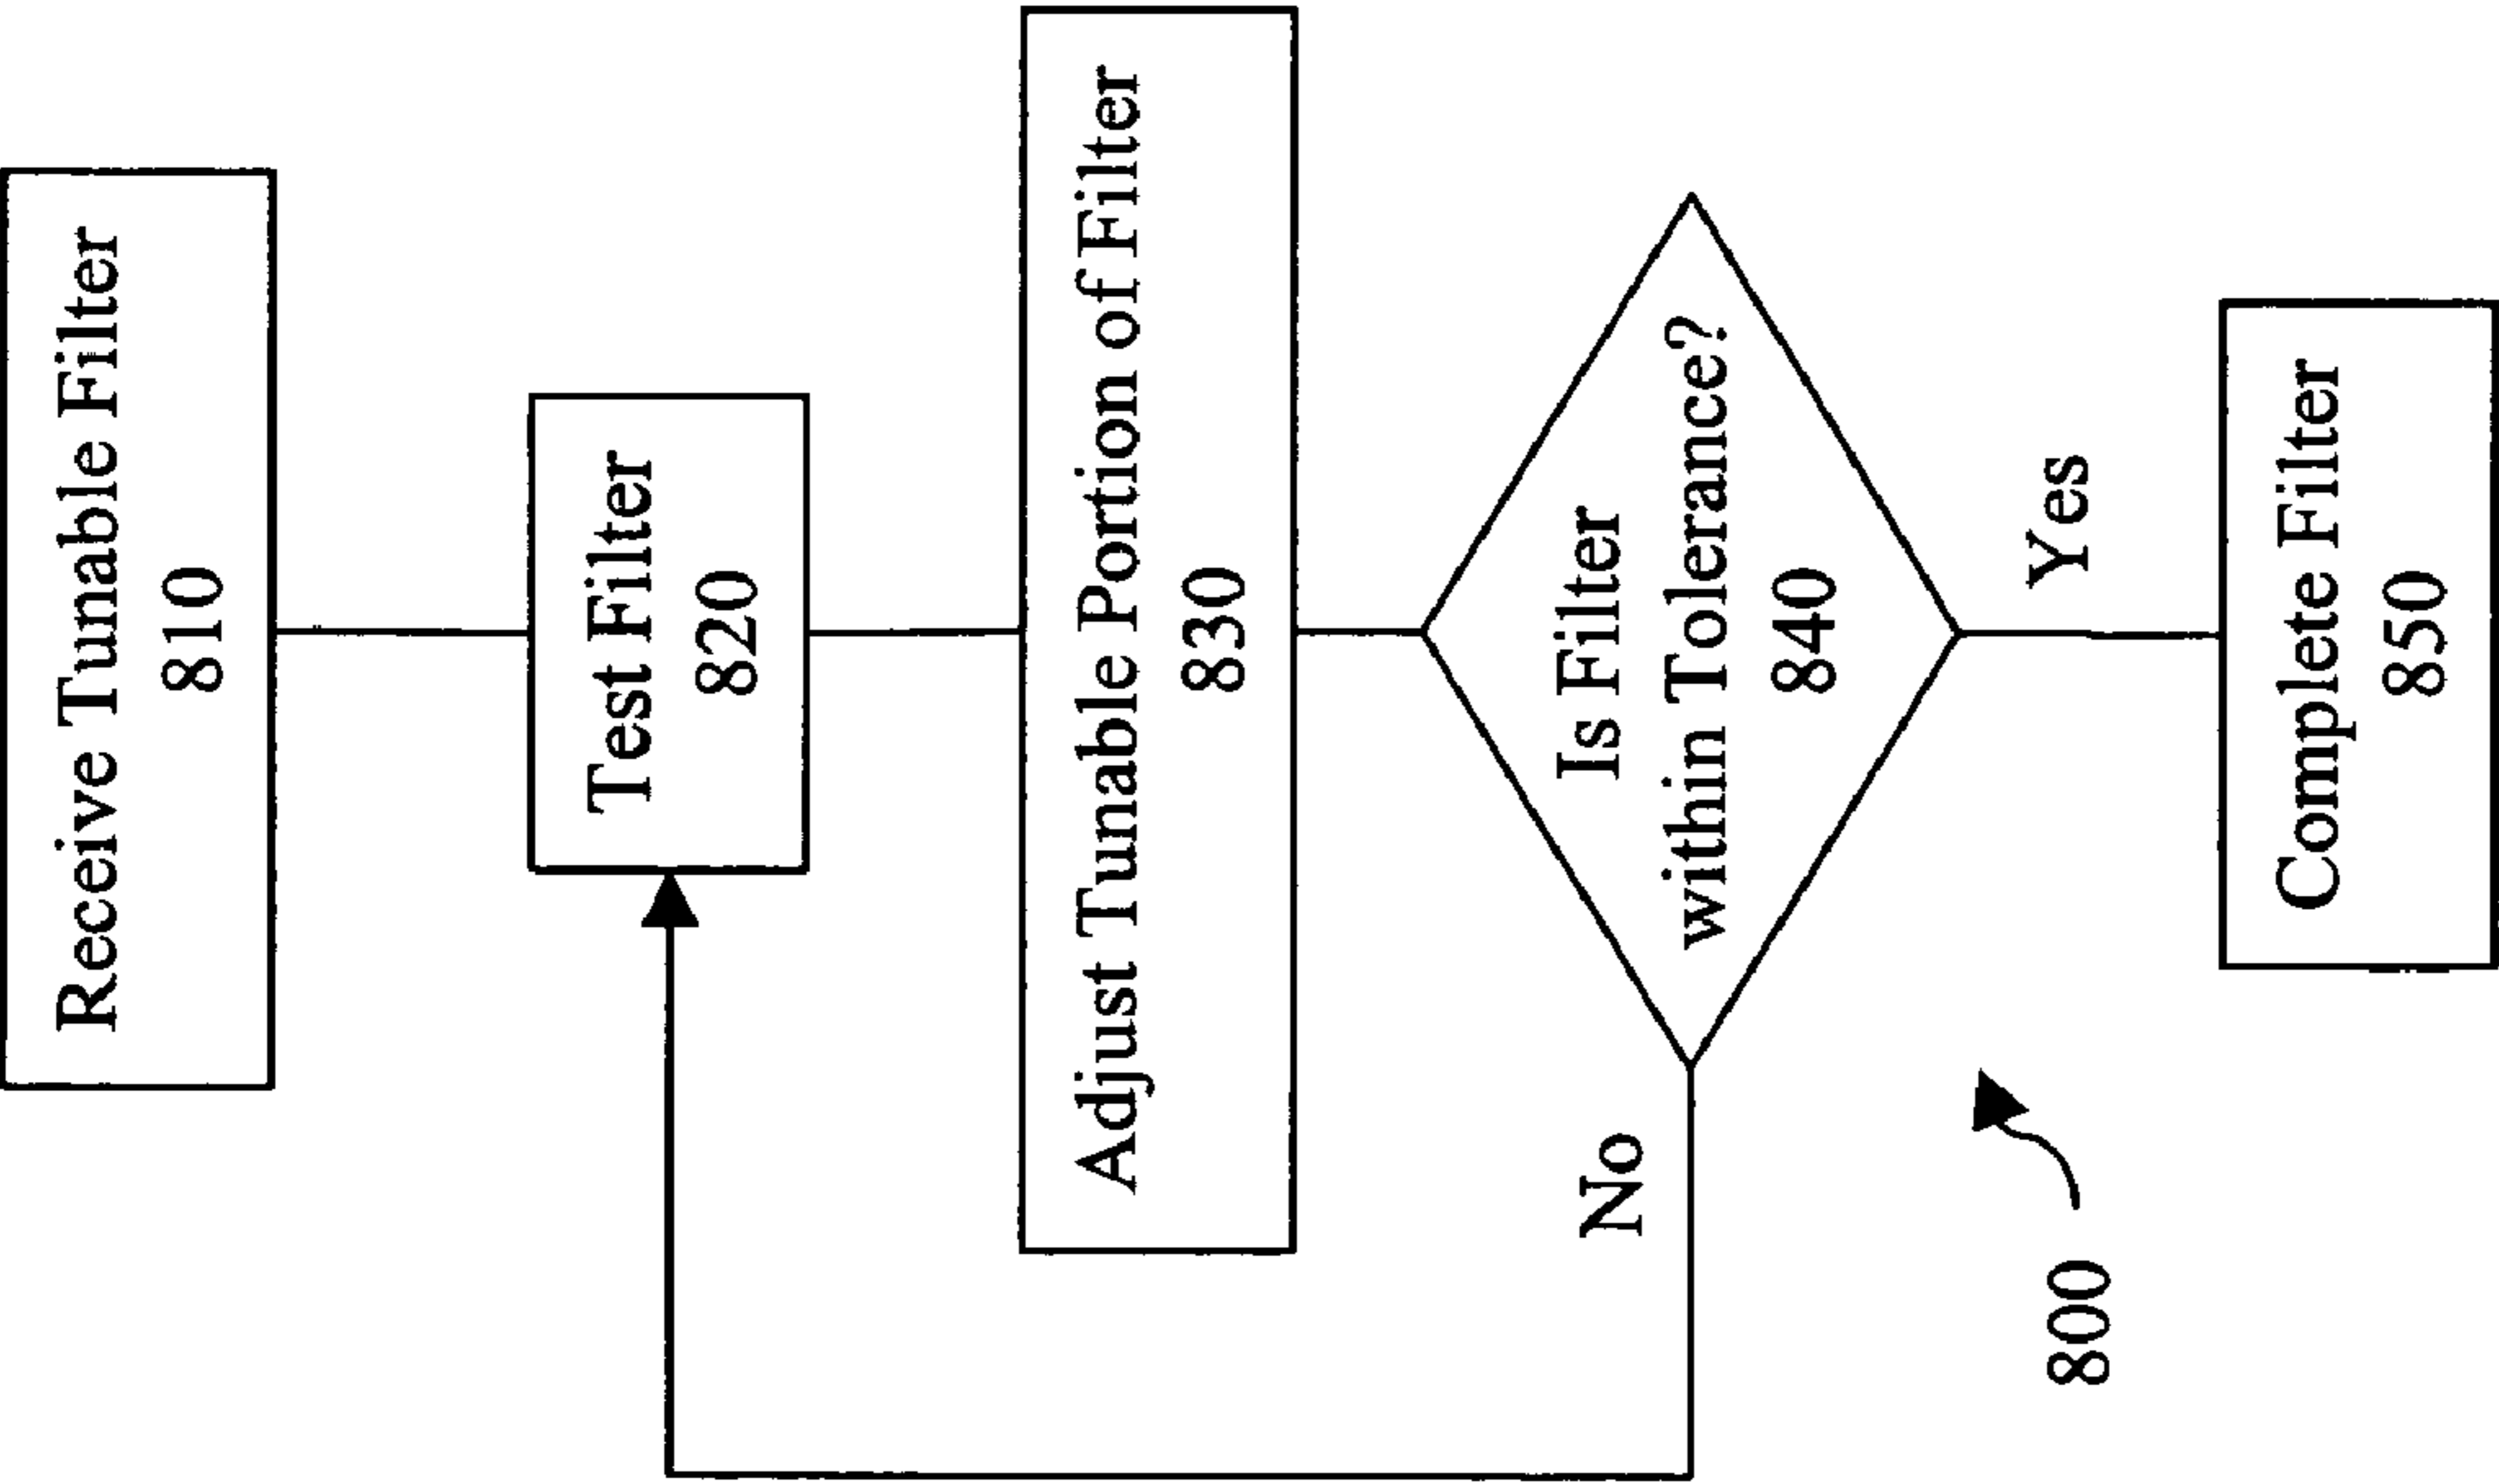 Receive Tunable Filter
810
Test Filter
820
Adjust Tunable Portion of Filter
830
Is Filter
within Tolerance?
840
No
Yes
Complete Filter
850
800